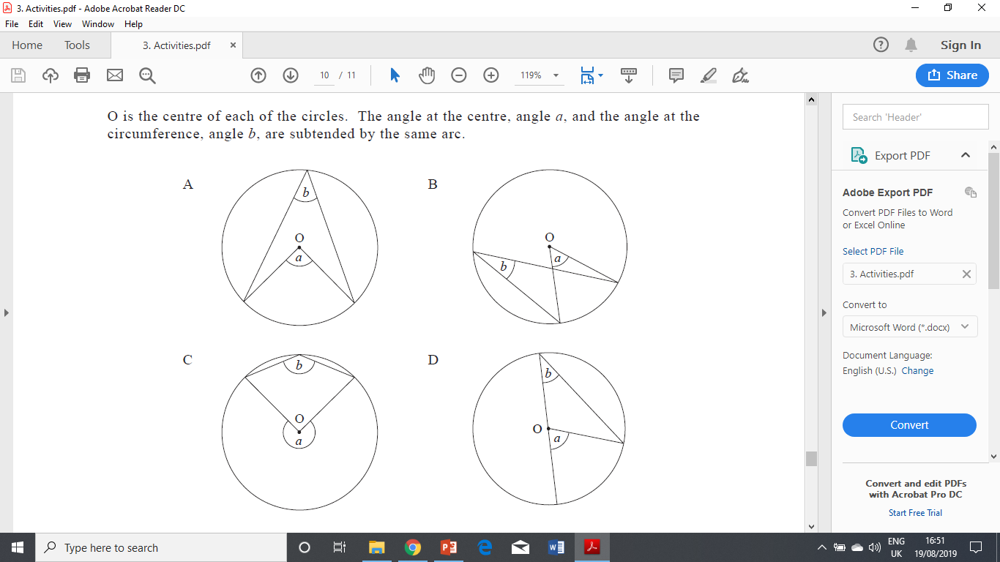 3. Activities.pdf - Adobe Acrobat Reader DC
File Edit View Window Help
Home Tools 3. Activities.pdf × Sign In
10 / 11 119% Share
O is the centre of each of the circles. The angle at the centre, angle a, and the angle at the
circumference, angle b, are subtended by the same arc.
A
b
O
a
B
O
a
b
C
b
O
a
D
b
O
a
Search 'Header'
Export PDF
Adobe Export PDF
Convert PDF Files to Word
or Excel Online
Select PDF File
3. Activities.pdf
Convert to
Microsoft Word (*.docx)
Document Language:
English (U.S.) Change
Convert
Convert and edit PDFs
with Acrobat Pro DC
Start Free Trial
Type here to search
ENG
UK
16:51
19/08/2019